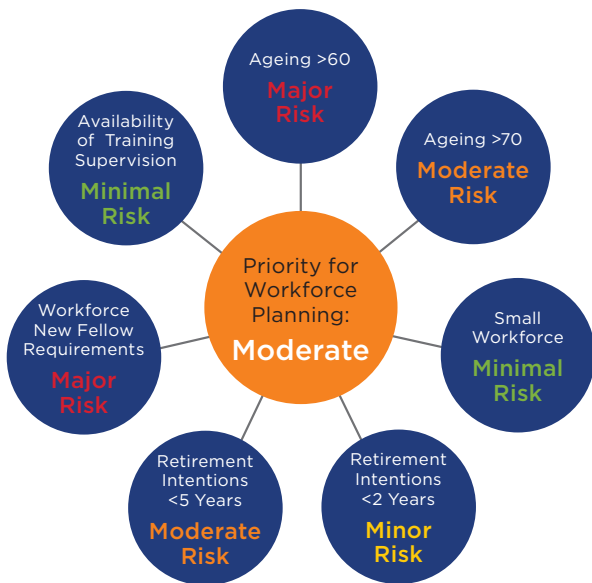 Ageing >60
Major
Risk
Ageing >70
Moderate
Risk
Small
Workforce
Minimal
Risk
Retirement
Intentions
<2 Years
Minor
Risk
Retirement
Intentions
<5 Years
Moderate
Risk
Workforce
New Fellow
Requirements
Major
Risk
Availability
of Training
Supervision
Minimal
Risk
Priority for
Workforce
Planning:
Moderate